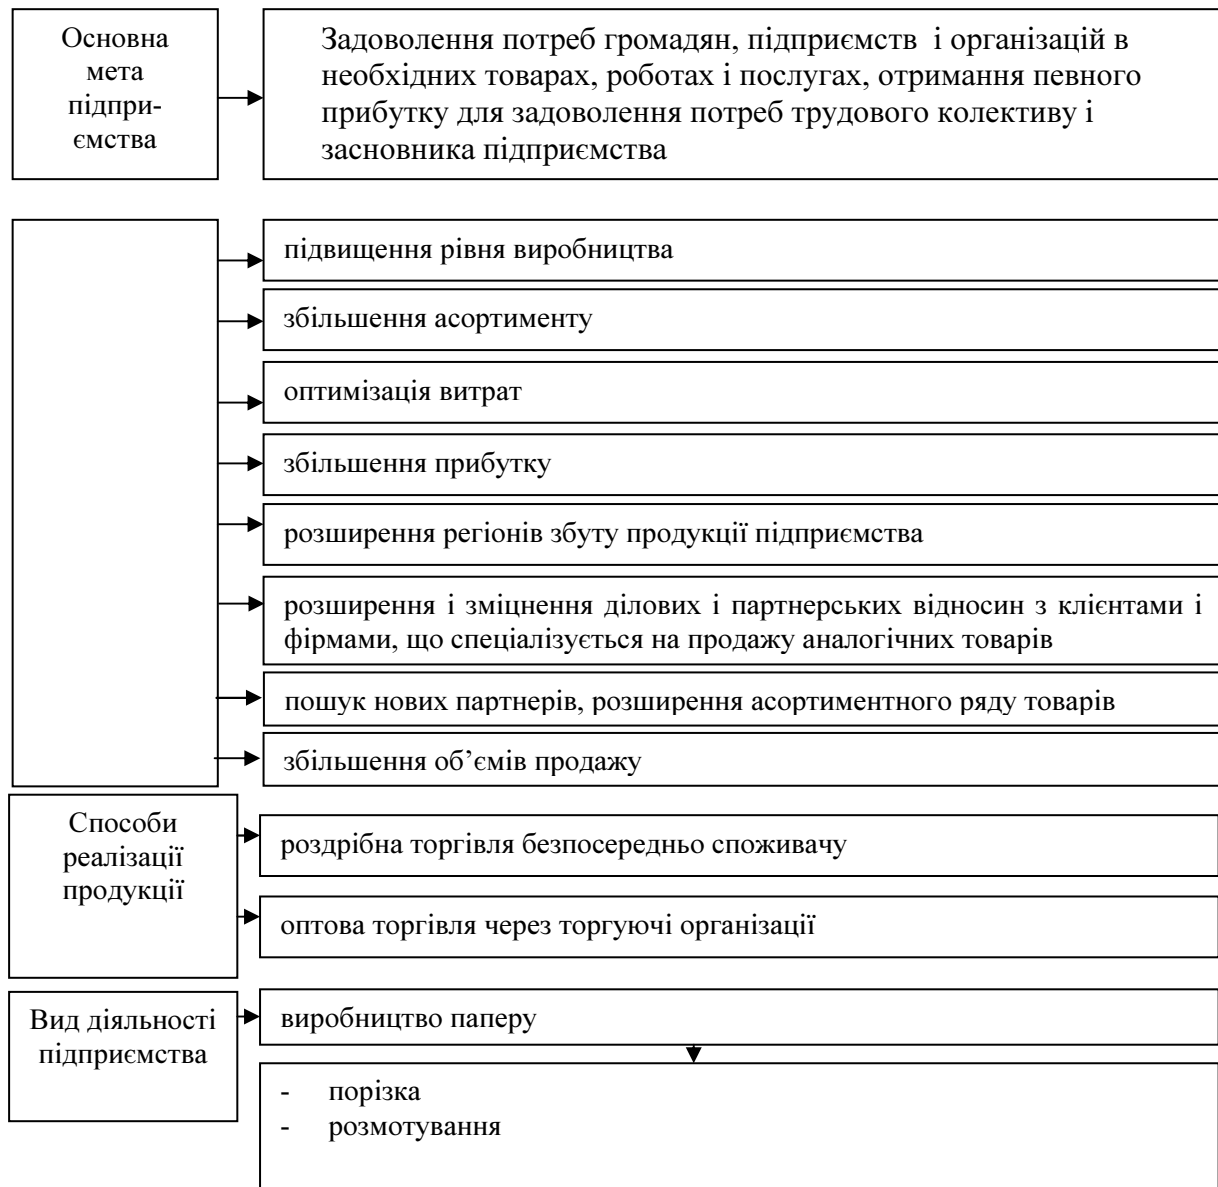 Основна
мета
підпри-
ємства
Задоволення потреб громадян, підприємств і організацій в
необхідних товарах, роботах і послугах, отримання певного
прибутку для задоволення потреб трудового колективу і
засновника підприємства
підвищення рівня виробництва
збільшення асортименту
оптимізація витрат
збільшення прибутку
розширення регіонів збуту продукції підприємства
розширення і зміцнення ділових і партнерських відносин з клієнтами і
фірмами, що спеціалізується на продажу аналогічних товарів
пошук нових партнерів, розширення асортиментного ряду товарів
збільшення об’ємів продажу
Способи
реалізації
продукції
роздрібна торгівля безпосередньо споживачу
оптова торгівля через торгуючі організації
Вид діяльності
підприємства
виробництво паперу
- порізка
- розмотування